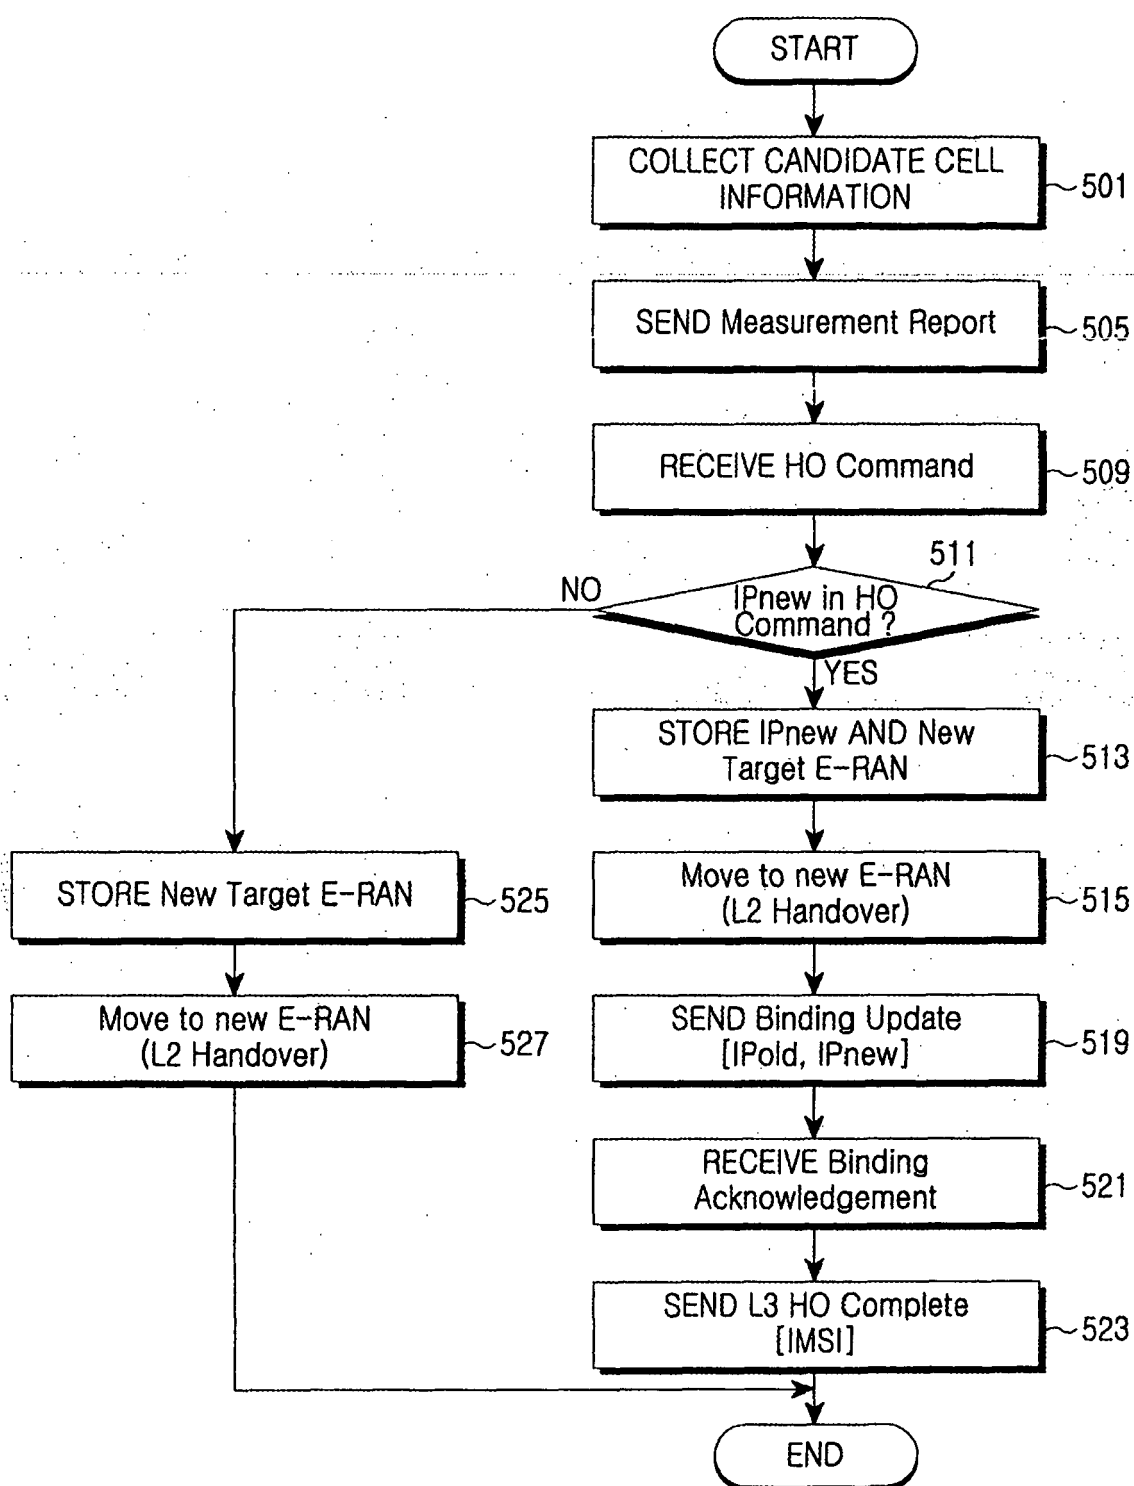 START
COLLECT CANDIDATE CELL
INFORMATION
501
SEND Measurement Report
505
RECEIVE HO Command
509
511
NO
IPnew in HO
Command ?
YES
STORE IPnew AND New
Target E-RAN
513
STORE New Target E-RAN
525
Move to new E-RAN
(L2 Handover)
515
Move to new E-RAN
(L2 Handover)
527
SEND Binding Update
[IPold, IPnew]
519
RECEIVE Binding
Acknowledgement
521
SEND L3 HO Complete
[IMSI]
523
END